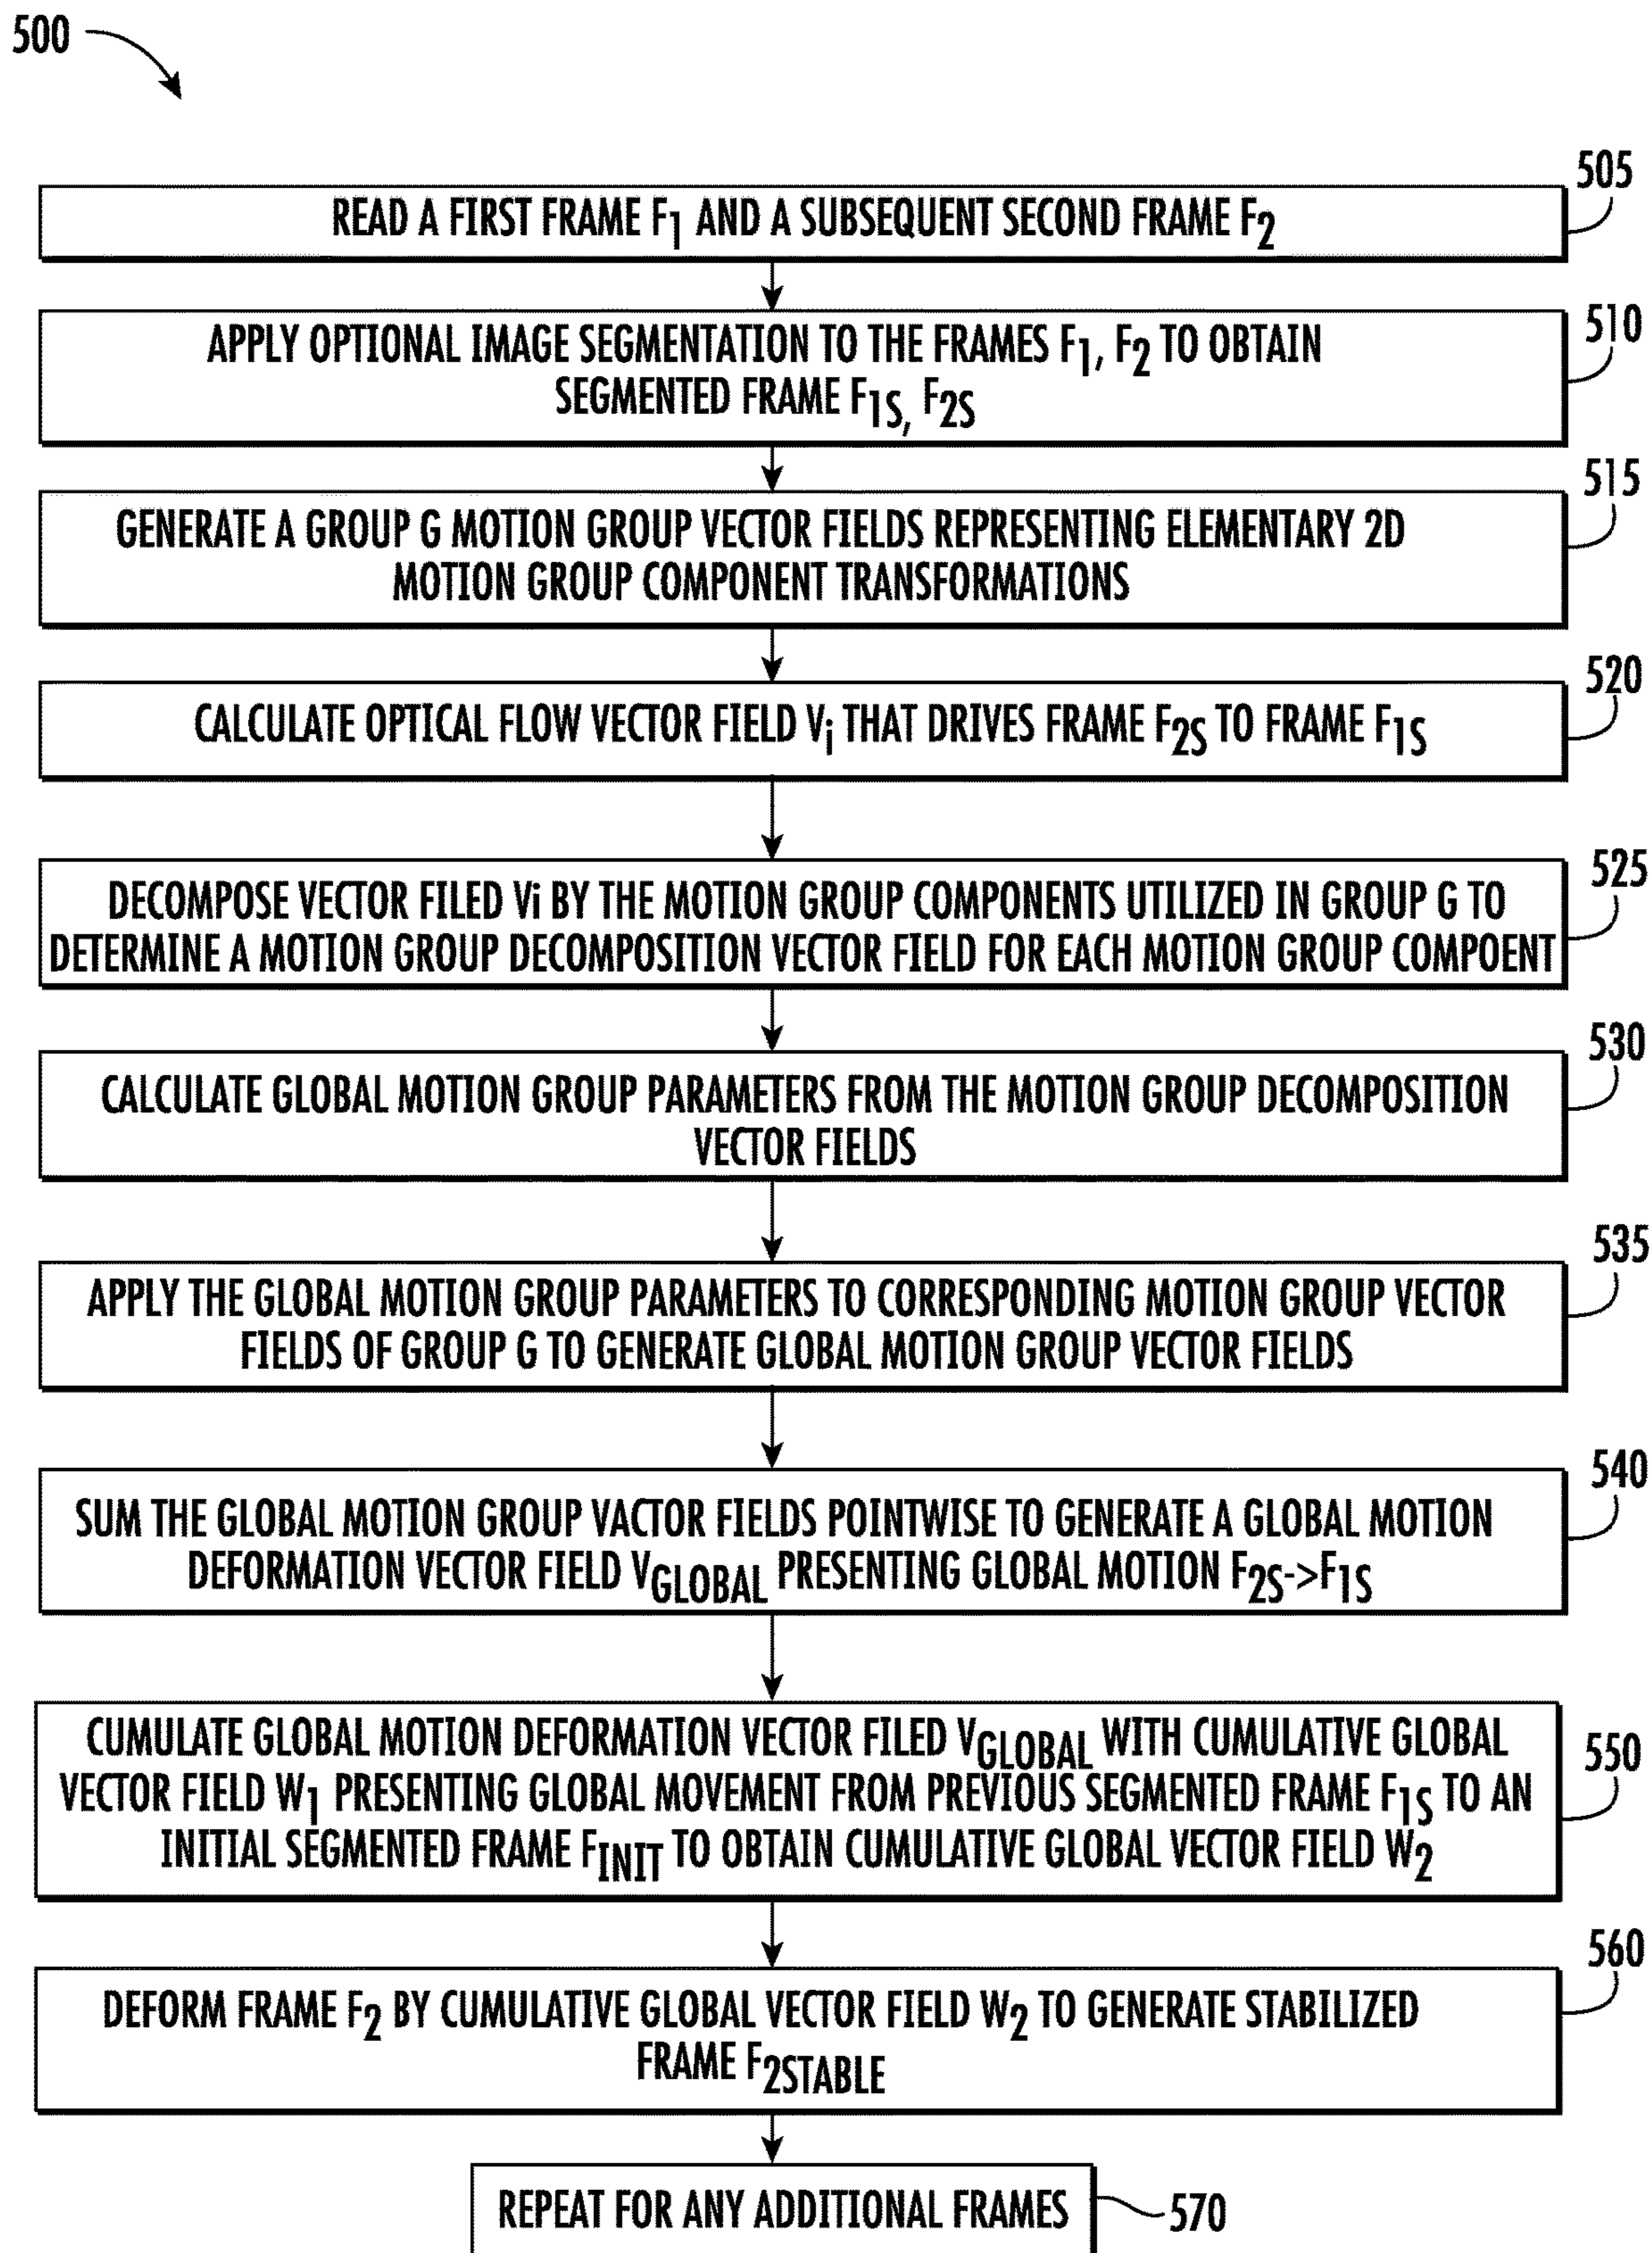 500
505
READ A FIRST FRAME F1 AND A SUBSEQUENT SECOND FRAME F2
510
APPLY OPTIONAL IMAGE SEGMENTATION TO THE FRAMES F1, F2 TO OBTAIN
SEGMENTED FRAME F1S, F2S
515
GENERATE A GROUP G MOTION GROUP VECTOR FIELDS REPRESENTING ELEMENTARY 2D
MOTION GROUP COMPONENT TRANSFORMATIONS
520
CALCULATE OPTICAL FLOW VECTOR FIELD Vi THAT DRIVES FRAME F2S TO FRAME F1S
525
DECOMPOSE VECTOR FILED Vi BY THE MOTION GROUP COMPONENTS UTILIZED IN GROUP G TO
DETERMINE A MOTION GROUP DECOMPOSITION VECTOR FIELD FOR EACH MOTION GROUP COMPOENT
530
CALCULATE GLOBAL MOTION GROUP PARAMETERS FROM THE MOTION GROUP DECOMPOSITION
VECTOR FIELDS
535
APPLY THE GLOBAL MOTION GROUP PARAMETERS TO CORRESPONDING MOTION GROUP VECTOR
FIELDS OF GROUP G TO GENERATE GLOBAL MOTION GROUP VECTOR FIELDS
540
SUM THE GLOBAL MOTION GROUP VACTOR FIELDS POINTWISE TO GENERATE A GLOBAL MOTION
DEFORMATION VECTOR FIELD VGLOBAL PRESENTING GLOBAL MOTION F2S->F1S
CUMULATE GLOBAL MOTION DEFORMATION VECTOR FILED VGLOBAL WITH CUMULATIVE GLOBAL
550
VECTOR FIELD W1 PRESENTING GLOBAL MOVEMENT FROM PREVIOUS SEGMENTED FRAME F1S TO AN
INITIAL SEGMENTED FRAME FINIT TO OBTAIN CUMULATIVE GLOBAL VECTOR FIELD W2
560
DEFORM FRAME F2 BY CUMULATIVE GLOBAL VECTOR FIELD W2 TO GENERATE STABILIZED
FRAME F2STABLE
REPEAT FOR ANY ADDITIONAL FRAMES
570